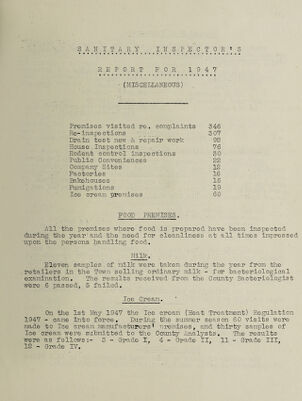 SANITARY INSPECTOR'S
REPORT FOR 1947
(MISCELLANEOUS)
Premises visited re. complaints 346
Re-inspections 307
Drain test new & repair work
House Inspections 76
Rodent control inspections 30
Public Conveniences 22
Company Sites 12
Factories 16
Bakehouses 15
Fumigations 19
Ice cream premises 60
FOOD PREMISES.
All the premises where food is prepared have been inspected
during the year and the need for cleanliness at all times impressed
upon the persons handling food.
Milk.
Eleven samples of milk were taken during the year from the
retailers in the Town selling ordinary milk - for bacteriological
examination. The results received from the County Bacteriologist
were 6 passed, 5 failed.
Ice Cream.
On the 1st May 1947 the Ice cream (Heat Treatment) Regulation
1947 - came into force. During the summer season 60 visits were
made to Ice cream manufacturers' premises, and thirty samples of
Ice cream were submitted to the County Analysts. The results
were as follows:- 3 - Grade I, 4 - Grade II, 11 - Grade III,
12 - Grade IV.